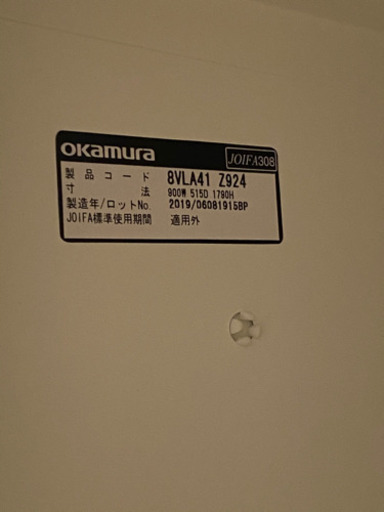 okamura JOIFA308
製品コード 8VLA41 Z924
寸法 900W 515D 1790H
製造年/ロットNo. 2019/06081915BP
JOIFA標準使用期間 適用外